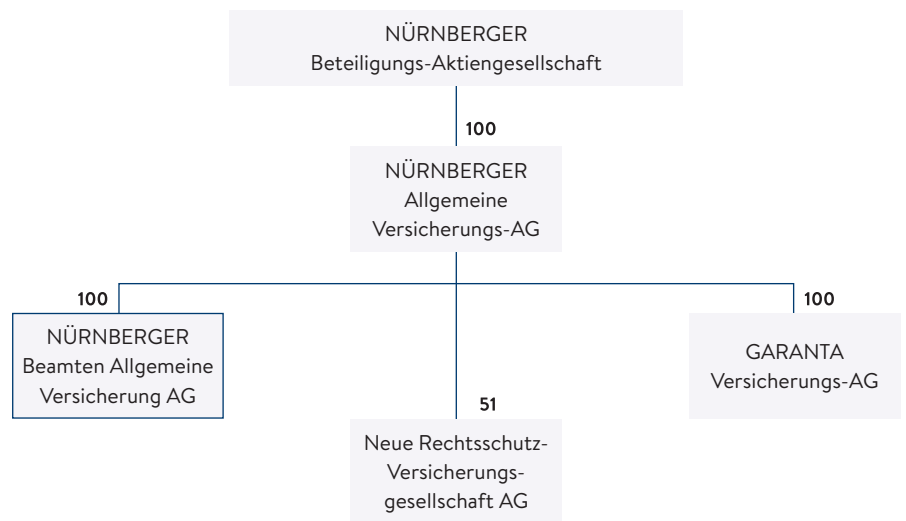 NÜRNBERGER
Beteiligungs-Aktiengesellschaft
100
NÜRNBERGER
Allgemeine
Versicherungs-AG
100
NÜRNBERGER
Beamten Allgemeine
Versicherung AG
100
GARANTA
Versicherungs-AG
51
Neue Rechtsschutz-
Versicherungs-
gesellschaft AG